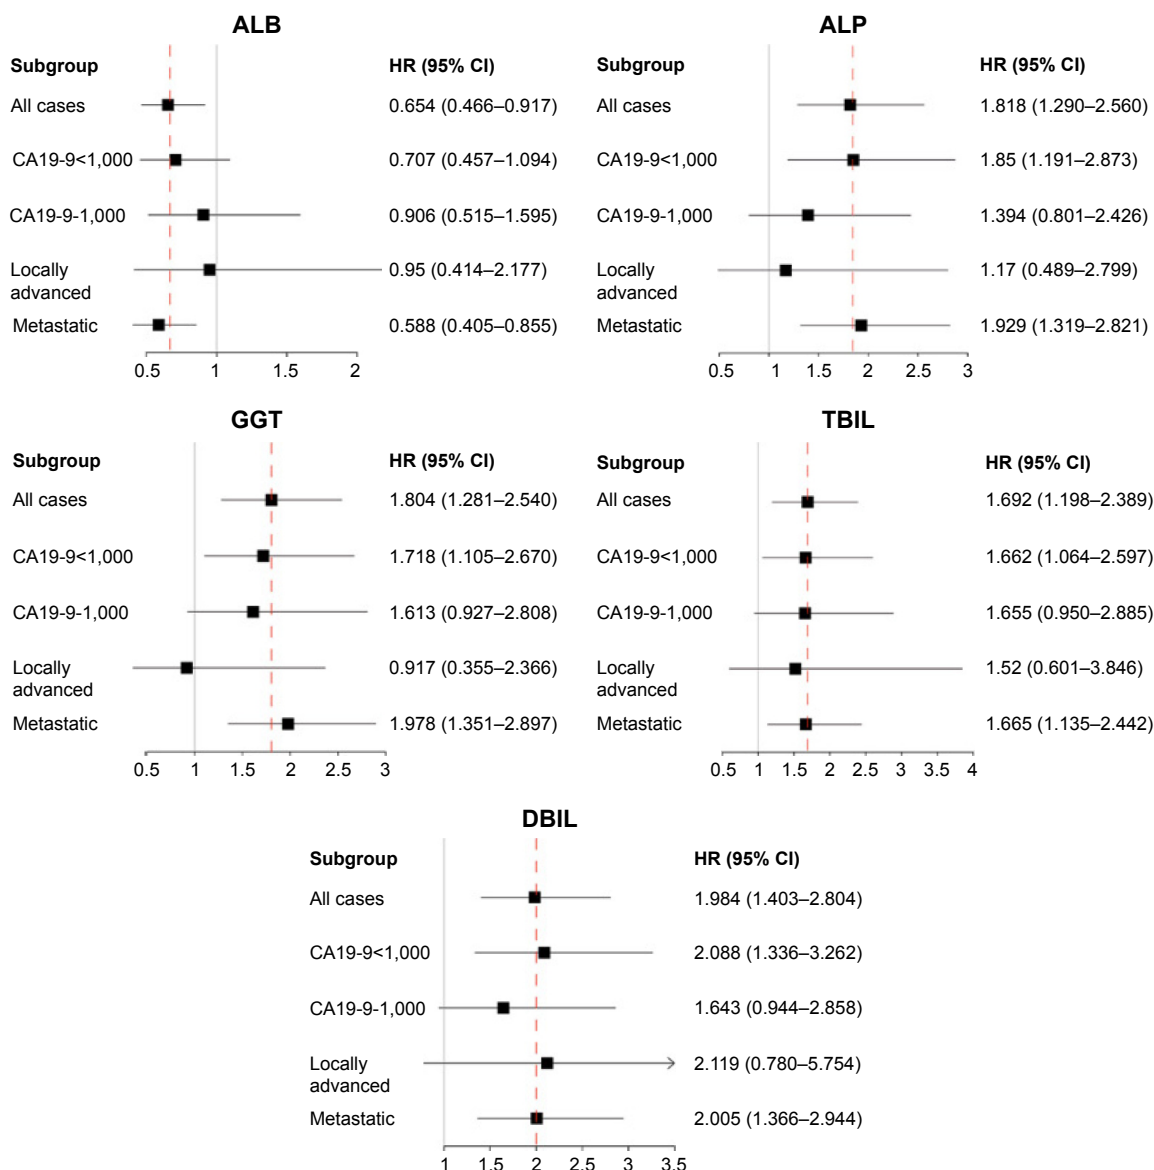 ALB
Subgroup HR (95% CI)
All cases 0.654 (0.466–0.917)
CA19-9<1,000 0.707 (0.457–1.094)
CA19-9-1,000 0.906 (0.515–1.595)
Locally
advanced 0.95 (0.414–2.177)
Metastatic 0.588 (0.405–0.855)
0.5 1 1.5 2
ALP
Subgroup HR (95% CI)
All cases 1.818 (1.290–2.560)
CA19-9<1,000 1.85 (1.191–2.873)
CA19-9-1,000 1.394 (0.801–2.426)
Locally
advanced 1.17 (0.489–2.799)
Metastatic 1.929 (1.319–2.821)
0.5 1 1.5 2 2.5 3
GGT
Subgroup HR (95% CI)
All cases 1.804 (1.281–2.540)
CA19-9<1,000 1.718 (1.105–2.670)
CA19-9-1,000 1.613 (0.927–2.808)
Locally
advanced 0.917 (0.355–2.366)
Metastatic 1.978 (1.351–2.897)
0.5 1 1.5 2 2.5 3
TBIL
Subgroup HR (95% CI)
All cases 1.692 (1.198–2.389)
CA19-9<1,000 1.662 (1.064–2.597)
CA19-9-1,000 1.655 (0.950–2.885)
Locally
advanced 1.52 (0.601–3.846)
Metastatic 1.665 (1.135–2.442)
0.5 1 1.5 2 2.5 3 3.5 4
DBIL
Subgroup HR (95% CI)
All cases 1.984 (1.403–2.804)
CA19-9<1,000 2.088 (1.336–3.262)
CA19-9-1,000 1.643 (0.944–2.858)
Locally
advanced 2.119 (0.780–5.754)
Metastatic 2.005 (1.366–2.944)
1 1.5 2 2.5 3 3.5